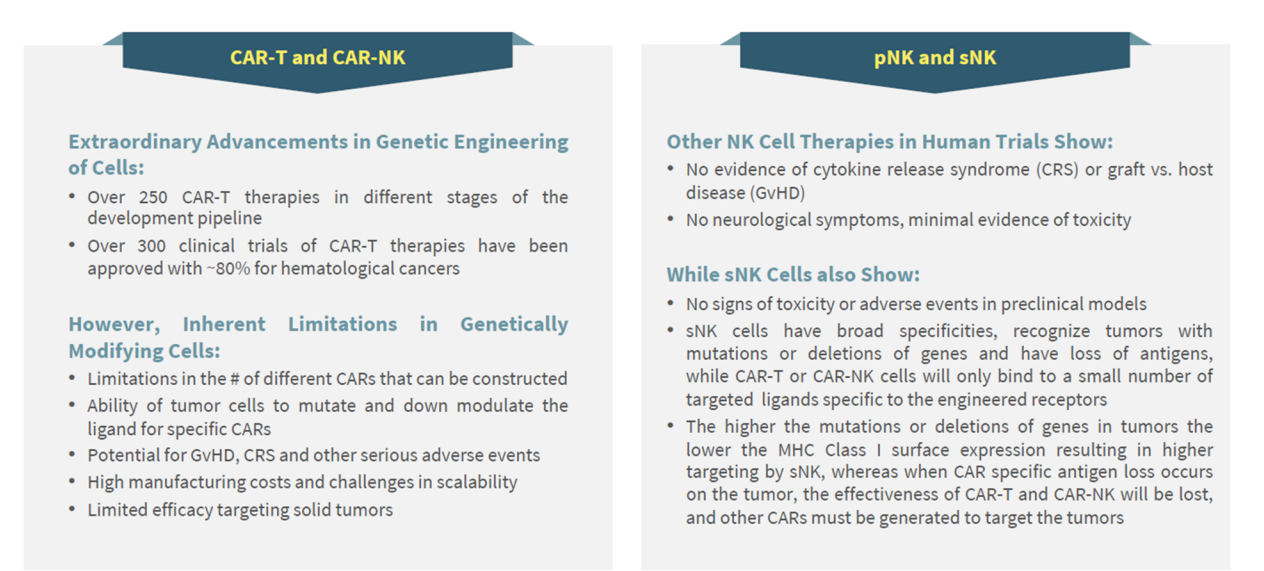 CAR-T and CAR-NK
Extraordinary Advancements in Genetic Engineering
of Cells:
• Over 250 CAR-T therapies in different stages of the
development pipeline
• Over 300 clinical trials of CAR-T therapies have been
approved with ~80% for hematological cancers
However, Inherent Limitations in Genetically
Modifying Cells:
• Limitations in the # of different CARs that can be constructed
• Ability of tumor cells to mutate and down modulate the
ligand for specific CARs
• Potential for GvHD, CRS and other serious adverse events
• High manufacturing costs and challenges in scalability
• Limited efficacy targeting solid tumors
pNK and sNK
Other NK Cell Therapies in Human Trials Show:
• No evidence of cytokine release syndrome (CRS) or graft vs. host
disease (GvHD)
• No neurological symptoms, minimal evidence of toxicity
While sNK Cells also Show:
• No signs of toxicity or adverse events in preclinical models
• sNK cells have broad specificities, recognize tumors with
mutations or deletions of genes and have loss of antigens,
while CAR-T or CAR-NK cells will only bind to a small number of
targeted ligands specific to the engineered receptors
• The higher the mutations or deletions of genes in tumors the
lower the MHC Class I surface expression resulting in higher
targeting by sNK, whereas when CAR specific antigen loss occurs
on the tumor, the effectiveness of CAR-T and CAR-NK will be lost,
and other CARs must be generated to target the tumors